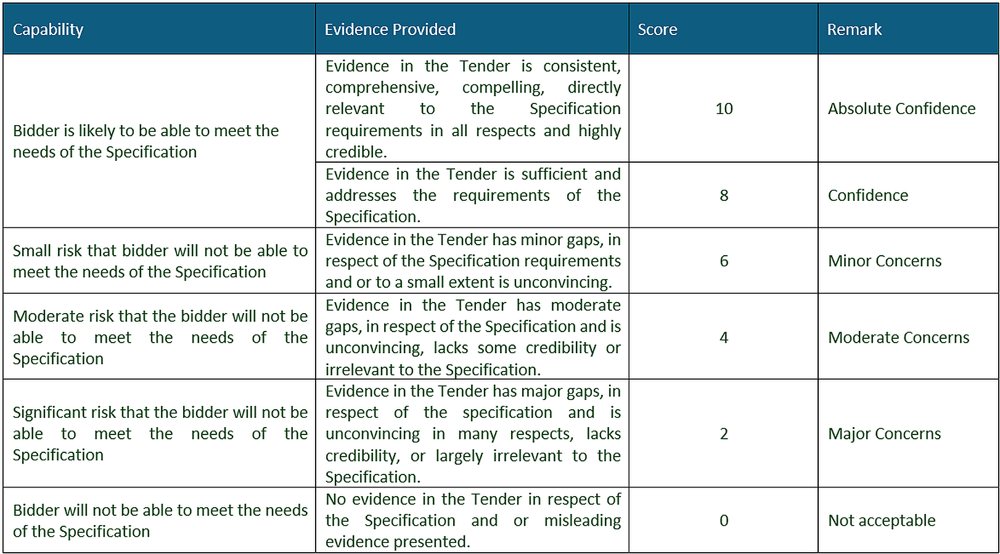 Capability
Evidence Provided
Score
Remark
Bidder is likely to be able to meet the
needs of the Specification
Evidence in the Tender is consistent,
comprehensive, compelling, directly
relevant to the Specification
requirements in all respects and highly
credible.
10
Absolute Confidence
Evidence in the Tender is sufficient and
addresses the requirements of the
Specification.
8
Confidence
Small risk that bidder will not be able to
meet the needs of the Specification
Evidence in the Tender has minor gaps, in
respect of the Specification requirements
and or to a small extent is unconvincing.
6
Minor Concerns
Moderate risk that the bidder will not be
able to meet the needs of the
Specification
Evidence in the Tender has moderate
gaps, in respect of the Specification and is
unconvincing, lacks some credibility or
irrelevant to the Specification.
4
Moderate Concerns
Significant risk that the bidder will not be
able to meet the needs of the
Specification
Evidence in the Tender has major gaps, in
respect of the specification and is
unconvincing in many respects, lacks
credibility, or largely irrelevant to the
Specification.
2
Major Concerns
Bidder will not be able to meet the needs
of the Specification
No evidence in the Tender in respect of
the Specification and or misleading
evidence presented.
0
Not acceptable